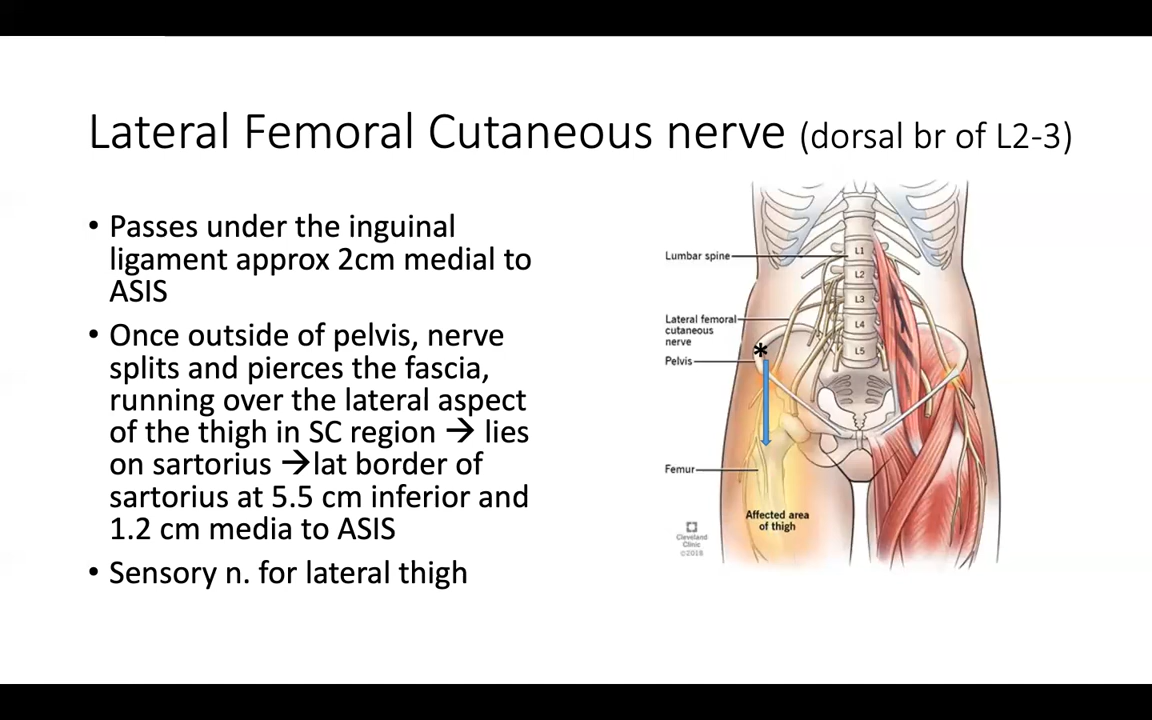 Lateral Femoral Cutaneous nerve (dorsal br of L2-3)
• Passes under the inguinal
ligament approx 2cm medial to
ASIS
• Once outside of pelvis, nerve
splits and pierces the fascia,
running over the lateral aspect
of the thigh in SC region → lies
on sartorius →lat border of
sartorius at 5.5 cm inferior and
1.2 cm media to ASIS
• Sensory n. for lateral thigh
Lumbar spine
L1
L2
L3
Lateral femoral
cutaneous
nerve
L4
*
L5
Pelvis
Femur
Affected area
of thigh
Cleveland
Clinic
©2018